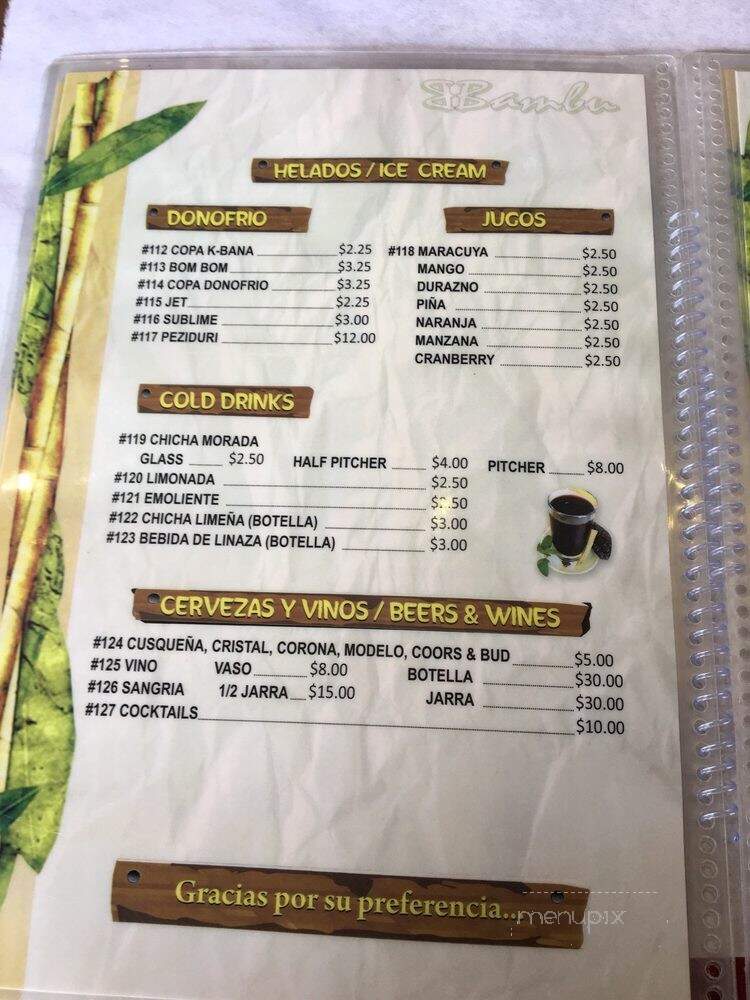 Bambu
HELADOS / ICE CREAM
DONOFRIO
#112 COPA K-BANA $2.25
#113 BOM BOM $3.25
#114 COPA DONOFRIO $3.25
#115 JET $2.25
#116 SUBLIME $3.00
#117 PEZIDURI $12.00
JUGOS
#118 MARACUYA $2.50
MANGO $2.50
DURAZNO $2.50
PIÑA $2.50
NARANJA $2.50
MANZANA $2.50
CRANBERRY $2.50
COLD DRINKS
#119 CHICHA MORADA
GLASS $2.50 HALF PITCHER $4.00 PITCHER $8.00
#120 LIMONADA $2.50
#121 EMOLIENTE $2.50
#122 CHICHA LIMEÑA (BOTELLA) $3.00
#123 BEBIDA DE LINAZA (BOTELLA) $3.00
CERVEZAS Y VINOS / BEERS & WINES
#124 CUSQUEÑA, CRISTAL, CORONA, MODELO, COORS & BUD $5.00
#125 VINO VASO $8.00 BOTELLA $30.00
#126 SANGRIA 1/2 JARRA $15.00 JARRA $30.00
#127 COCKTAILS $10.00
Gracias por su preferencia...
menupix